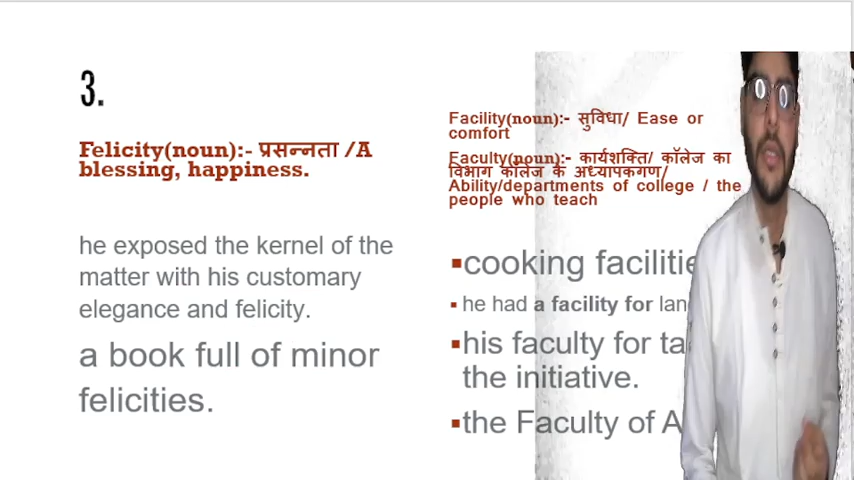 3.
Felicity(noun):- प्रसन्नता /A
blessing, happiness.
he exposed the kernel of the
matter with his customary
elegance and felicity.
a book full of minor
felicities.
Facility(noun):- सुविधा/ Ease or
comfort
Faculty(noun):- कार्यशक्ति/ कॉलेज का
विभाग कॉलेज के अध्यापकगण/
Ability/departments of college / the
people who teach
▪cooking facilitie
▪he had a facility for lan
▪his faculty for ta
the initiative.
▪the Faculty of A